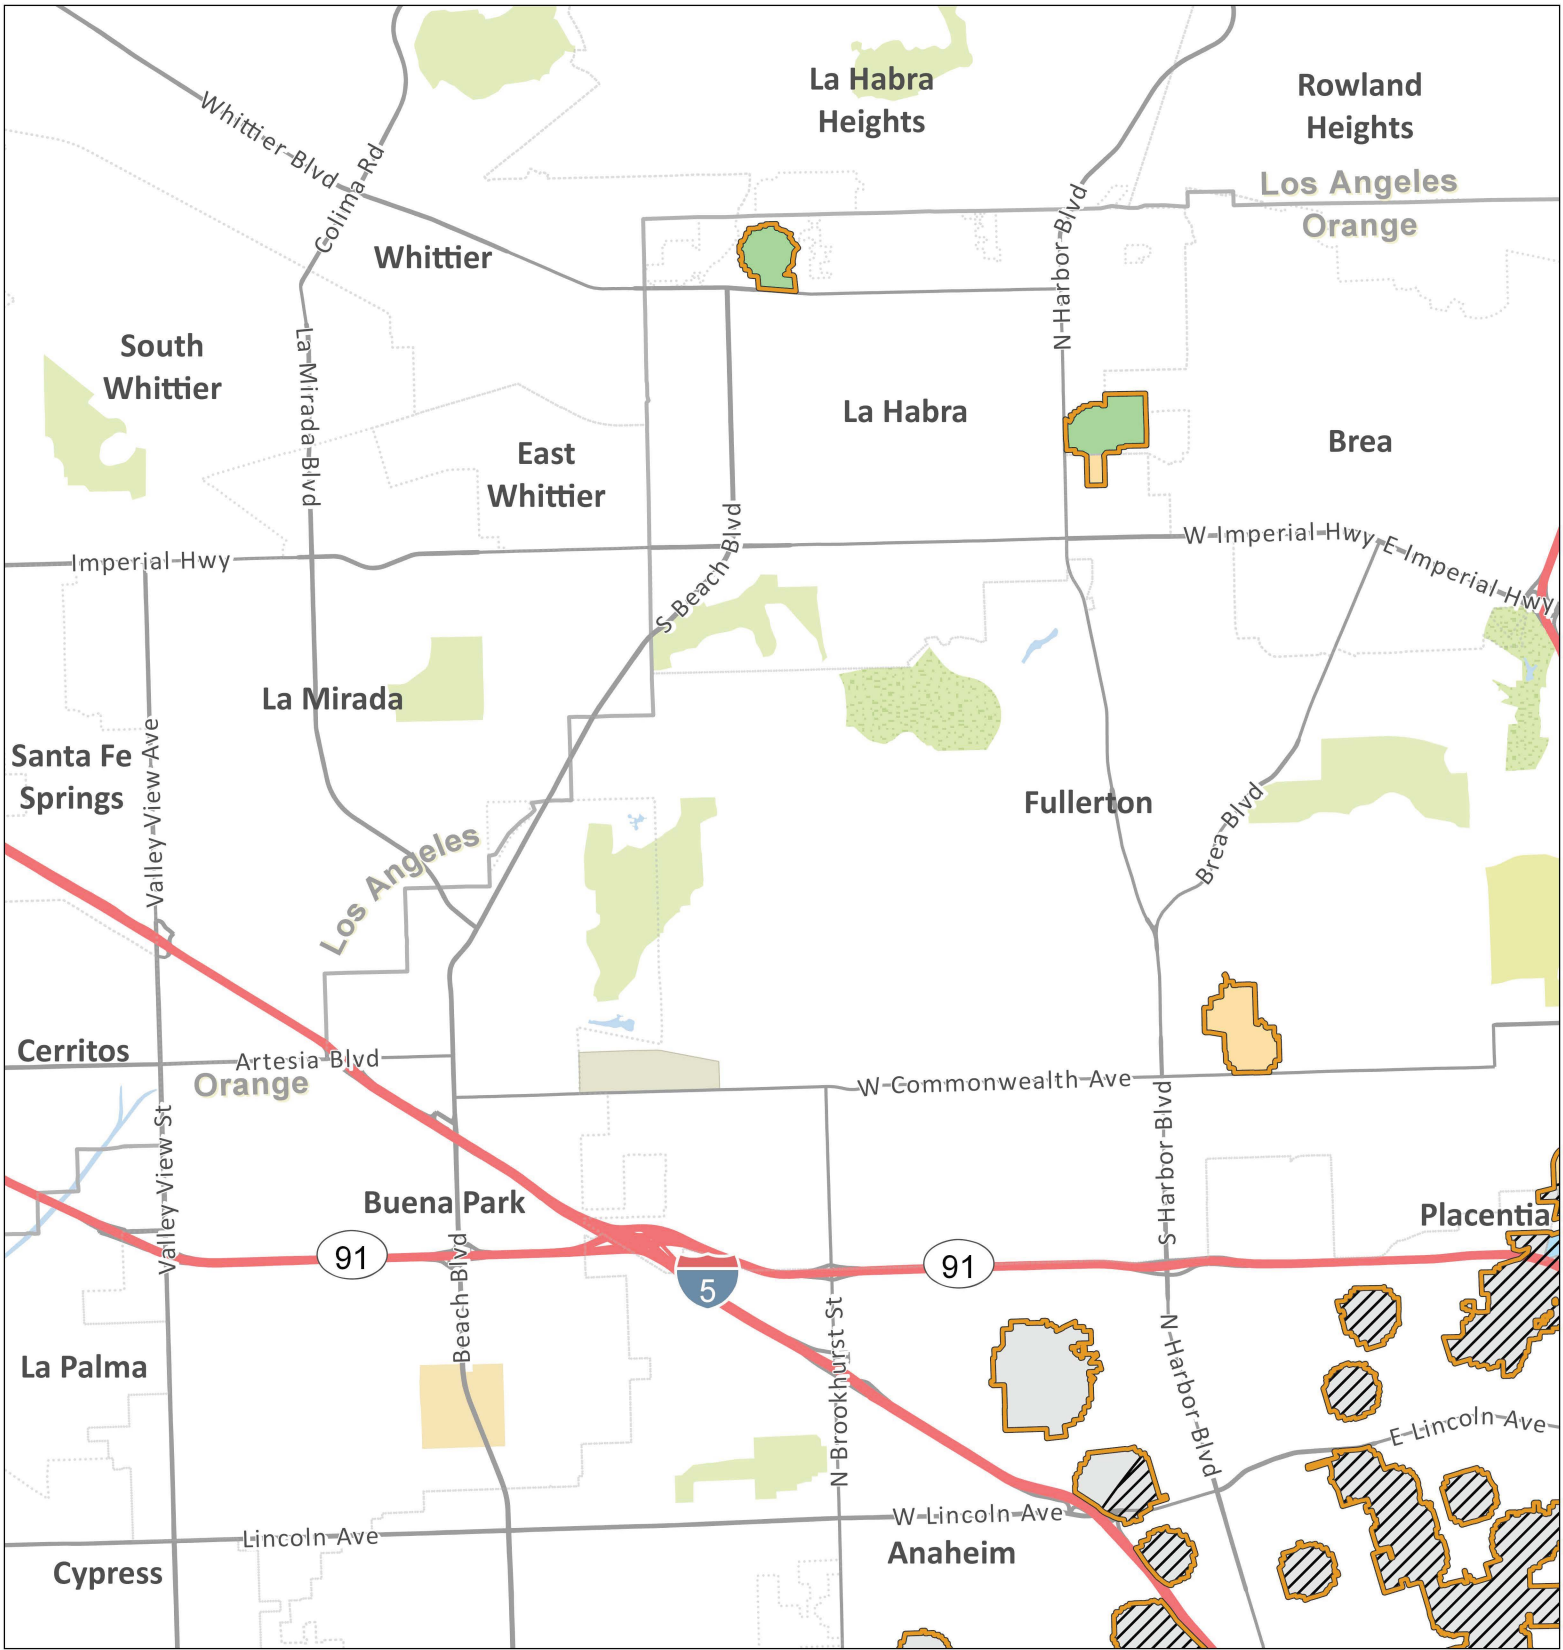 La Habra
Heights
Rowland
Heights
Whittier Blvd
Colima Rd
Los Angeles
Orange
N Harbor Blvd
Whittier
South
Whittier
La Mirada Blvd
La Habra
Brea
East
Whittier
S Beach Blvd
Imperial Hwy
W Imperial Hwy
E Imperial Hwy
La Mirada
Santa Fe
Springs
Valley View Ave
Fullerton
Brea Blvd
Los Angeles
Cerritos
Artesia Blvd
Orange
W Commonwealth Ave
Valley View St
S Harbor Blvd
Buena Park
Placentia
91
91
5
Beach Blvd
N Brookhurst St
La Palma
N Harbor Blvd
E Lincoln Ave
W Lincoln Ave
Lincoln Ave
Anaheim
Cypress